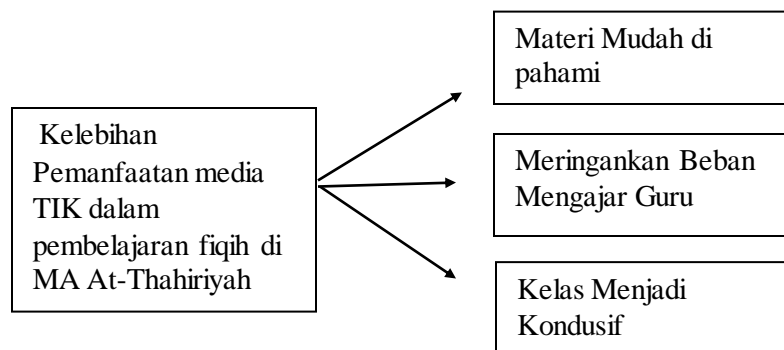 Kelebihan
Pemanfaatan media
TIK dalam
pembelajaran fiqih di
MA At-Thahiriyah
Materi Mudah di
pahami
Meringankan Beban
Mengajar Guru
Kelas Menjadi
Kondusif